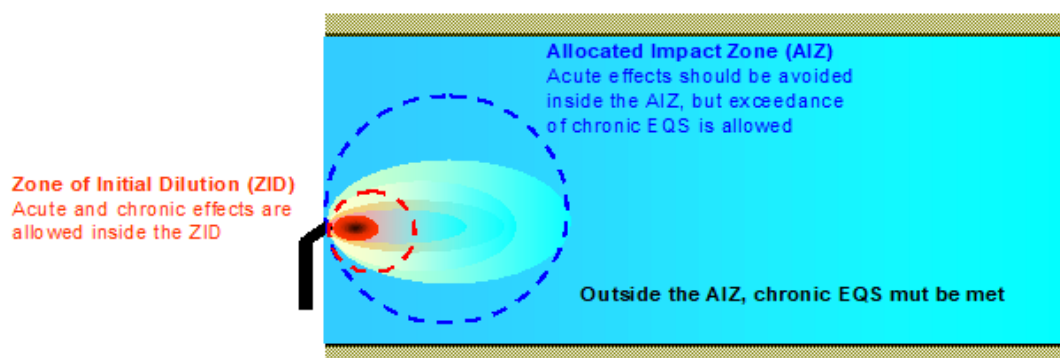 Allocated Impact Zone (AIZ)
Acute effects should be avoided
inside the AIZ, but exceedance
of chronic EQS is allowed
Zone of Initial Dilution (ZID)
Acute and chronic effects are
allowed inside the ZID
Outside the AIZ, chronic EQS mut be met